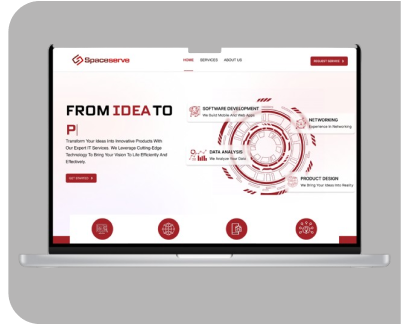 Spaceserve
HOME SERVICES ABOUT US
REQUEST SERVICE
FROM IDEA TO
P
Transform Your Ideas Into Innovative Products With
Our Expert IT Services. We Leverage Cutting-Edge
Technology To Bring Your Vision To Life Efficiently And
Effectively.
GET STARTED
SOFTWARE DEVELOPMENT
We Build Mobile And Web Apps
NETWORKING
Experience In Networking
DATA ANALYSIS
We Analyze Your Data
PRODUCT DESIGN
We Bring Your Ideas Into Reality